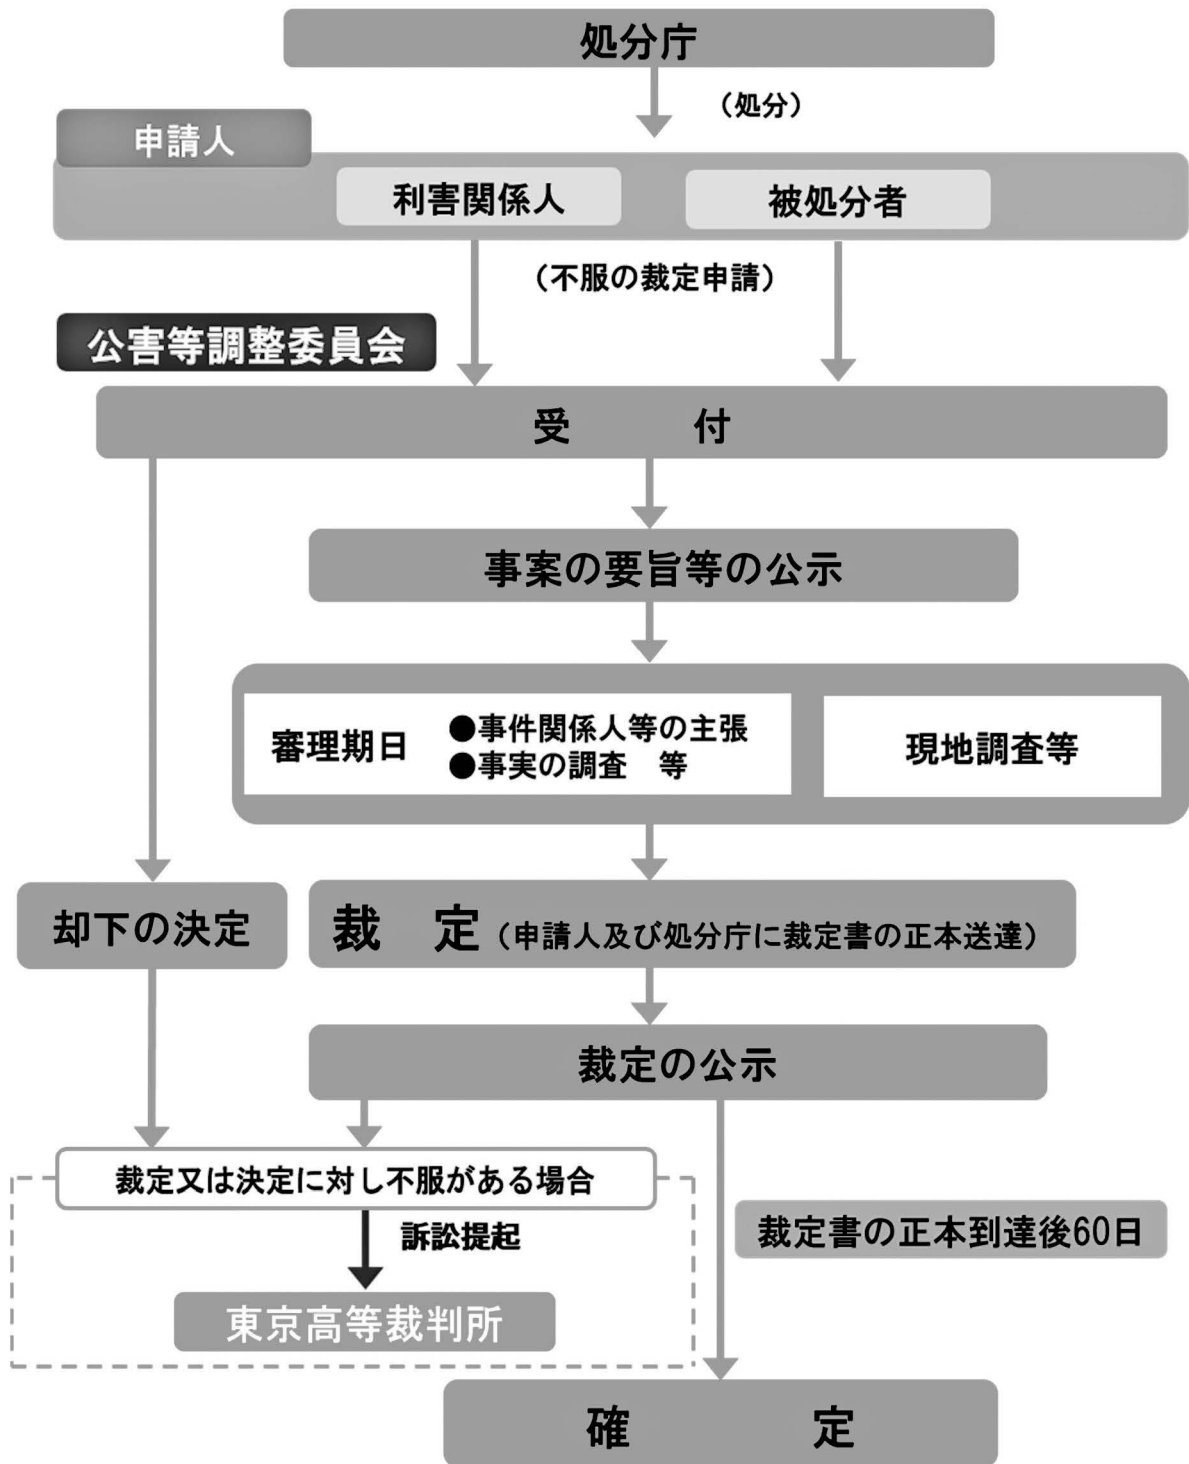 処分庁
（処分）
申請人
利害関係人
被処分者
（不服の裁定申請）
公害等調整委員会
受　付
事案の要旨等の公示
審理期日
●事件関係人等の主張
●事実の調査　等
現地調査等
却下の決定
裁　定（申請人及び処分庁に裁定書の正本送達）
裁定の公示
裁定又は決定に対し不服がある場合
訴訟提起
裁定書の正本到達後60日
東京高等裁判所
確　定